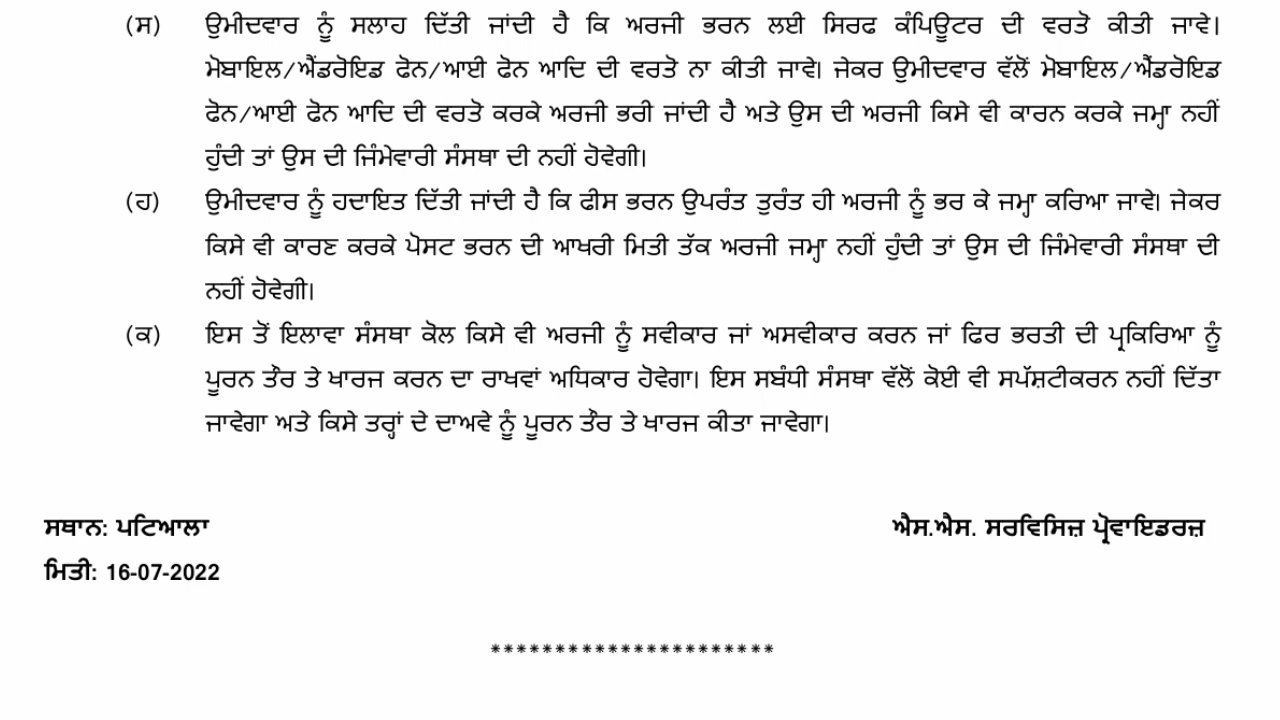 (ਸ) ਉਮੀਦਵਾਰ ਨੂੰ ਸਲਾਹ ਦਿੱਤੀ ਜਾਂਦੀ ਹੈ ਕਿ ਅਰਜੀ ਭਰਨ ਲਈ ਸਿਰਫ ਕੰਪਿਊਟਰ ਦੀ ਵਰਤੋ ਕੀਤੀ ਜਾਵੇ।
ਮੋਬਾਇਲ/ਐਂਡਰੋਇਡ ਫੋਨ/ਆਈ ਫੋਨ ਆਦਿ ਦੀ ਵਰਤੋ ਨਾ ਕੀਤੀ ਜਾਵੇ। ਜੇਕਰ ਉਮੀਦਵਾਰ ਵੱਲੋਂ ਮੋਬਾਇਲ/ਐਂਡਰੋਇਡ
ਫੋਨ/ਆਈ ਫੋਨ ਆਦਿ ਦੀ ਵਰਤੋ ਕਰਕੇ ਅਰਜੀ ਭਰੀ ਜਾਂਦੀ ਹੈ ਅਤੇ ਉਸ ਦੀ ਅਰਜੀ ਕਿਸੇ ਵੀ ਕਾਰਨ ਕਰਕੇ ਜਮ੍ਹਾ ਨਹੀਂ
ਹੁੰਦੀ ਤਾਂ ਉਸ ਦੀ ਜਿੰਮੇਵਾਰੀ ਸੰਸਥਾ ਦੀ ਨਹੀਂ ਹੋਵੇਗੀ।
(ਹ) ਉਮੀਦਵਾਰ ਨੂੰ ਹਦਾਇਤ ਦਿੱਤੀ ਜਾਂਦੀ ਹੈ ਕਿ ਫੀਸ ਭਰਨ ਉਪਰੰਤ ਤੁਰੰਤ ਹੀ ਅਰਜੀ ਨੂੰ ਭਰ ਕੇ ਜਮ੍ਹਾ ਕਰਿਆ ਜਾਵੇ। ਜੇਕਰ
ਕਿਸੇ ਵੀ ਕਾਰਣ ਕਰਕੇ ਪੋਸਟ ਭਰਨ ਦੀ ਆਖਰੀ ਮਿਤੀ ਤੱਕ ਅਰਜੀ ਜਮ੍ਹਾ ਨਹੀਂ ਹੁੰਦੀ ਤਾਂ ਉਸ ਦੀ ਜਿੰਮੇਵਾਰੀ ਸੰਸਥਾ ਦੀ
ਨਹੀਂ ਹੋਵੇਗੀ।
(ਕ) ਇਸ ਤੋਂ ਇਲਾਵਾ ਸੰਸਥਾ ਕੋਲ ਕਿਸੇ ਵੀ ਅਰਜੀ ਨੂੰ ਸਵੀਕਾਰ ਜਾਂ ਅਸਵੀਕਾਰ ਕਰਨ ਜਾਂ ਫਿਰ ਭਰਤੀ ਦੀ ਪ੍ਰਕਿਰਿਆ ਨੂੰ
ਪੂਰਨ ਤੌਰ ਤੇ ਖਾਰਜ ਕਰਨ ਦਾ ਰਾਖਵਾਂ ਅਧਿਕਾਰ ਹੋਵੇਗਾ। ਇਸ ਸਬੰਧੀ ਸੰਸਥਾ ਵੱਲੋਂ ਕੋਈ ਵੀ ਸਪੱਸ਼ਟੀਕਰਨ ਨਹੀਂ ਦਿੱਤਾ
ਜਾਵੇਗਾ ਅਤੇ ਕਿਸੇ ਤਰ੍ਹਾਂ ਦੇ ਦਾਅਵੇ ਨੂੰ ਪੂਰਨ ਤੌਰ ਤੇ ਖਾਰਜ ਕੀਤਾ ਜਾਵੇਗਾ।
ਸਥਾਨ: ਪਟਿਆਲਾ ਐਸ.ਐਸ. ਸਰਵਿਸਿਜ਼ ਪ੍ਰੋਵਾਇਡਰਜ਼
ਮਿਤੀ: 16-07-2022
**********************